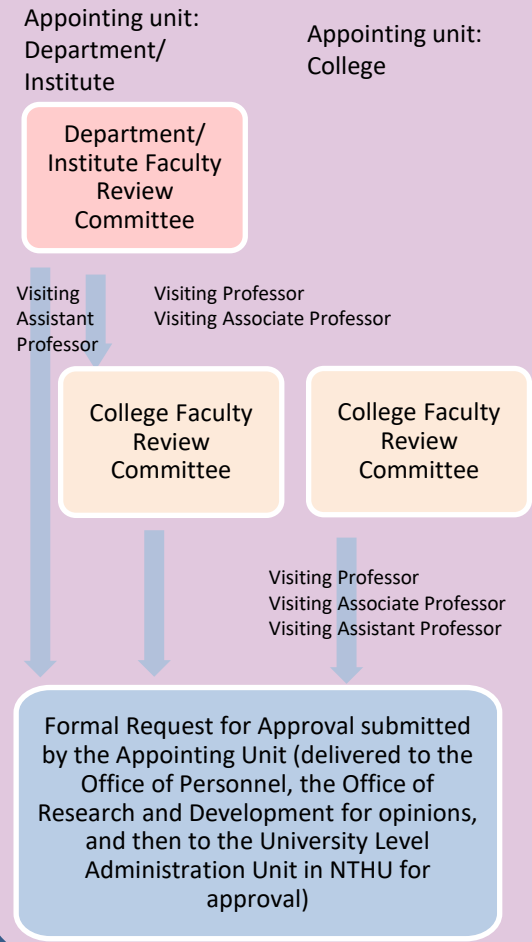 Appointing unit:
Department/
Institute
Appointing unit:
College
Department/
Institute Faculty
Review
Committee
Visiting
Assistant
Professor
Visiting Professor
Visiting Associate Professor
College Faculty
Review
Committee
College Faculty
Review
Committee
Visiting Professor
Visiting Associate Professor
Visiting Assistant Professor
Formal Request for Approval submitted
by the Appointing Unit (delivered to the
Office of Personnel, the Office of
Research and Development for opinions,
and then to the University Level
Administration Unit in NTHU for
approval)